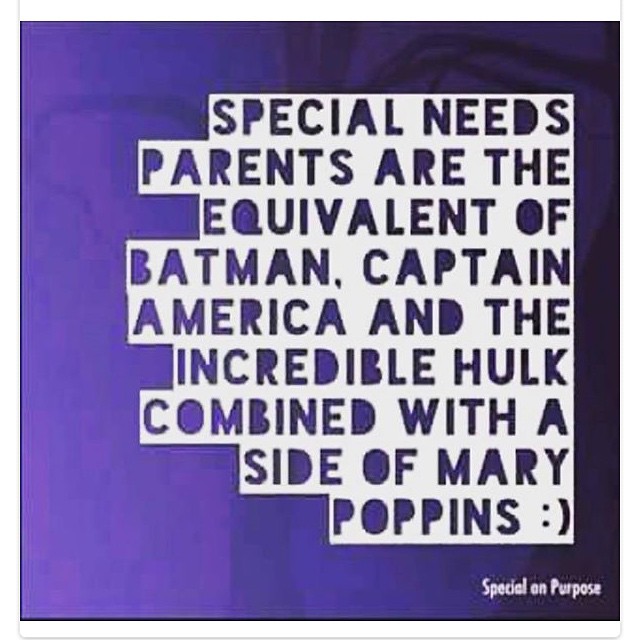 SPECIAL NEEDS
PARENTS ARE THE
EQUIVALENT OF
BATMAN, CAPTAIN
AMERICA AND THE
INCREDIBLE HULK
COMBINED WITH A
SIDE OF MARY
POPPINS :)
Special on Purpose